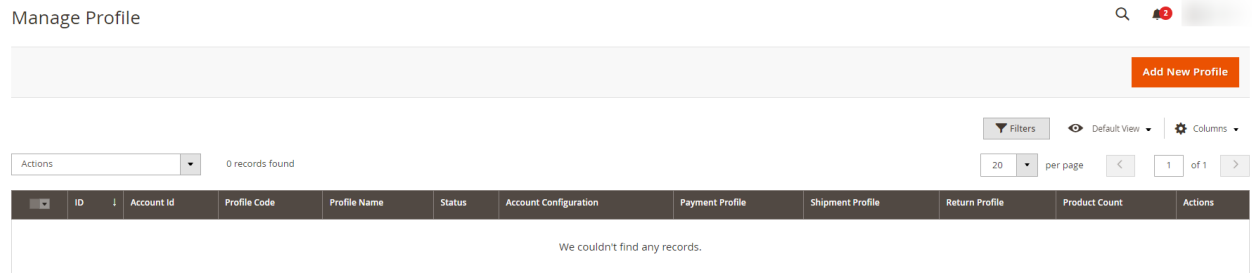 Manage Profile
2
Add New Profile
Filters
Default View
Columns
Actions
0 records found
20
per page
1
of 1
ID ↓ Account Id Profile Code Profile Name Status Account Configuration Payment Profile Shipment Profile Return Profile Product Count Actions
We couldn't find any records.